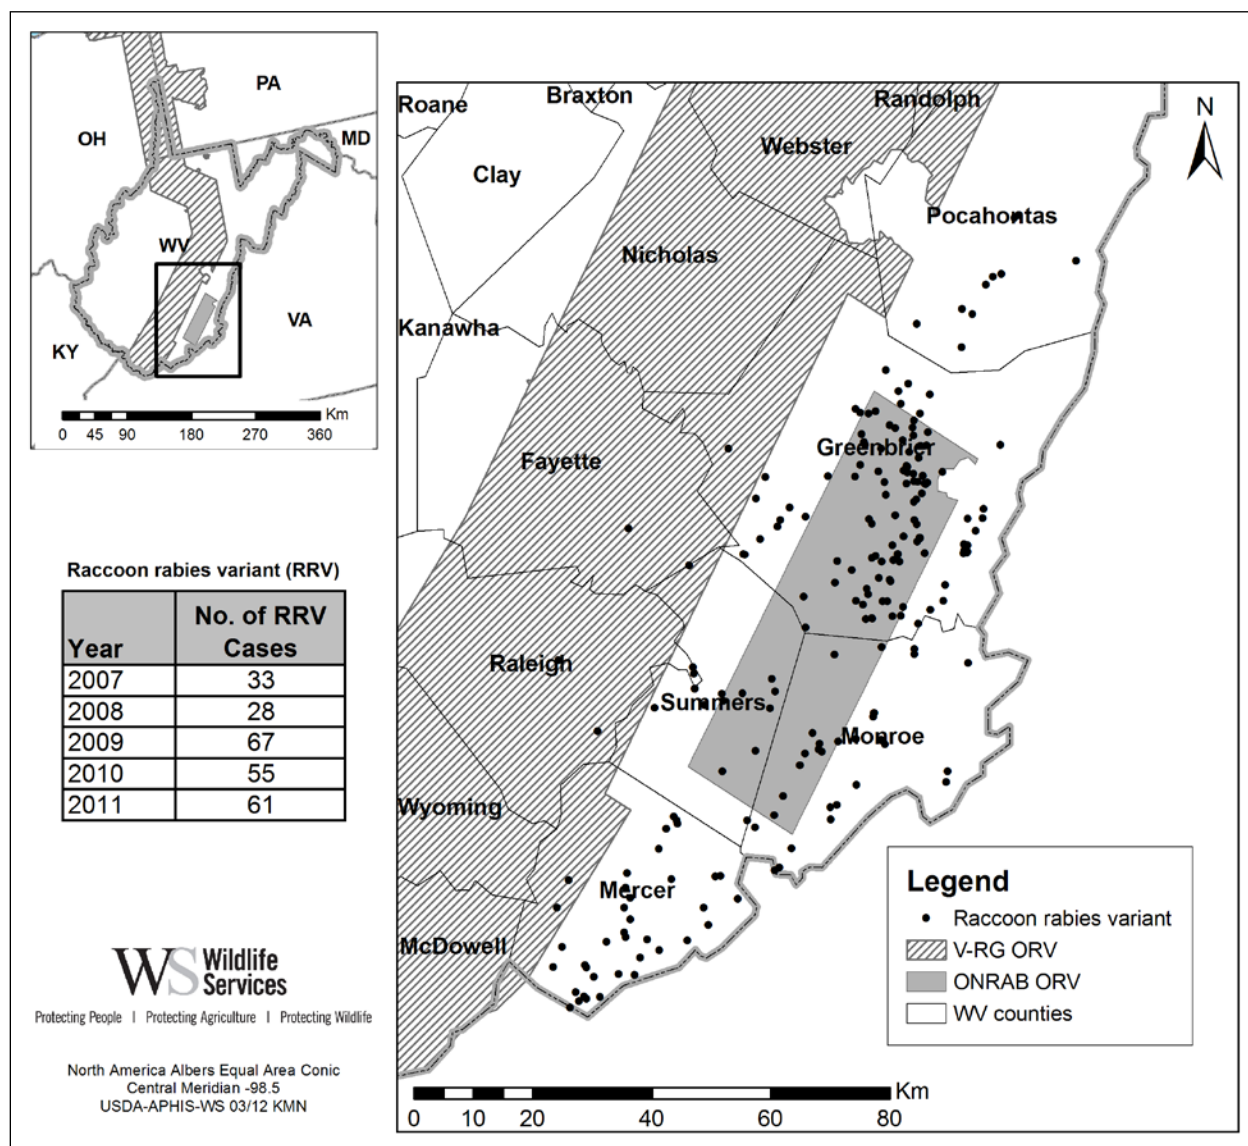 PA
OH
MD
WV
VA
KY
Km
0 45 90 180 270 360
Raccoon rabies variant (RRV)
Year No. of RRV Cases
2007 33
2008 28
2009 67
2010 55
2011 61
WS Wildlife Services
Protecting People | Protecting Agriculture | Protecting Wildlife
North America Albers Equal Area Conic
Central Meridian -98.5
USDA-APHIS-WS 03/12 KMN
Roane
Braxton
Randolph
N
Webster
Clay
Pocahontas
Nicholas
Kanawha
Greenbrier
Fayette
Raleigh
Summers
Monroe
Wyoming
Mercer
McDowell
Legend
Raccoon rabies variant
V-RG ORV
ONRAB ORV
WV counties
Km
0 10 20 40 60 80